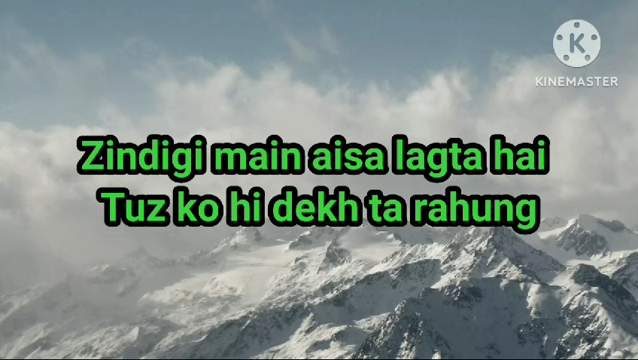 KINEMASTER
Zindigi main aisa lagta hai
Tuz ko hi dekh ta rahung